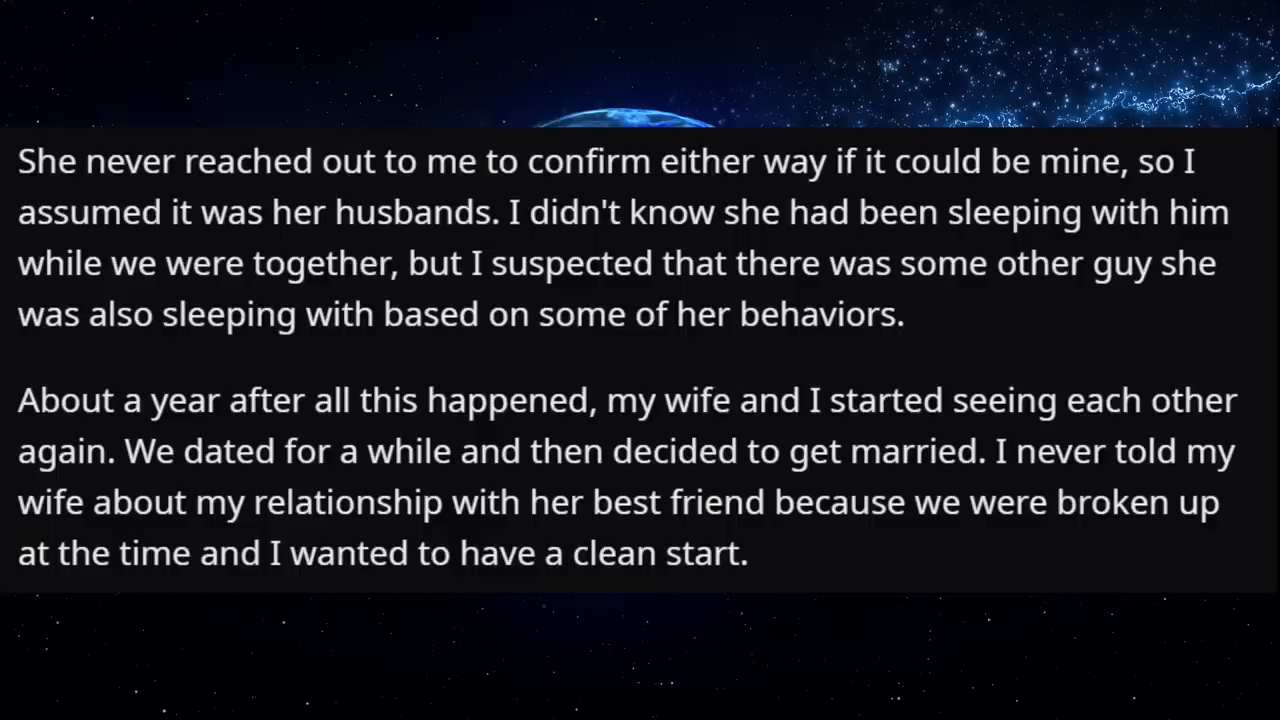 She never reached out to me to confirm either way if it could be mine, so I
assumed it was her husbands. I didn't know she had been sleeping with him
while we were together, but I suspected that there was some other guy she
was also sleeping with based on some of her behaviors.
About a year after all this happened, my wife and I started seeing each other
again. We dated for a while and then decided to get married. I never told my
wife about my relationship with her best friend because we were broken up
at the time and I wanted to have a clean start.